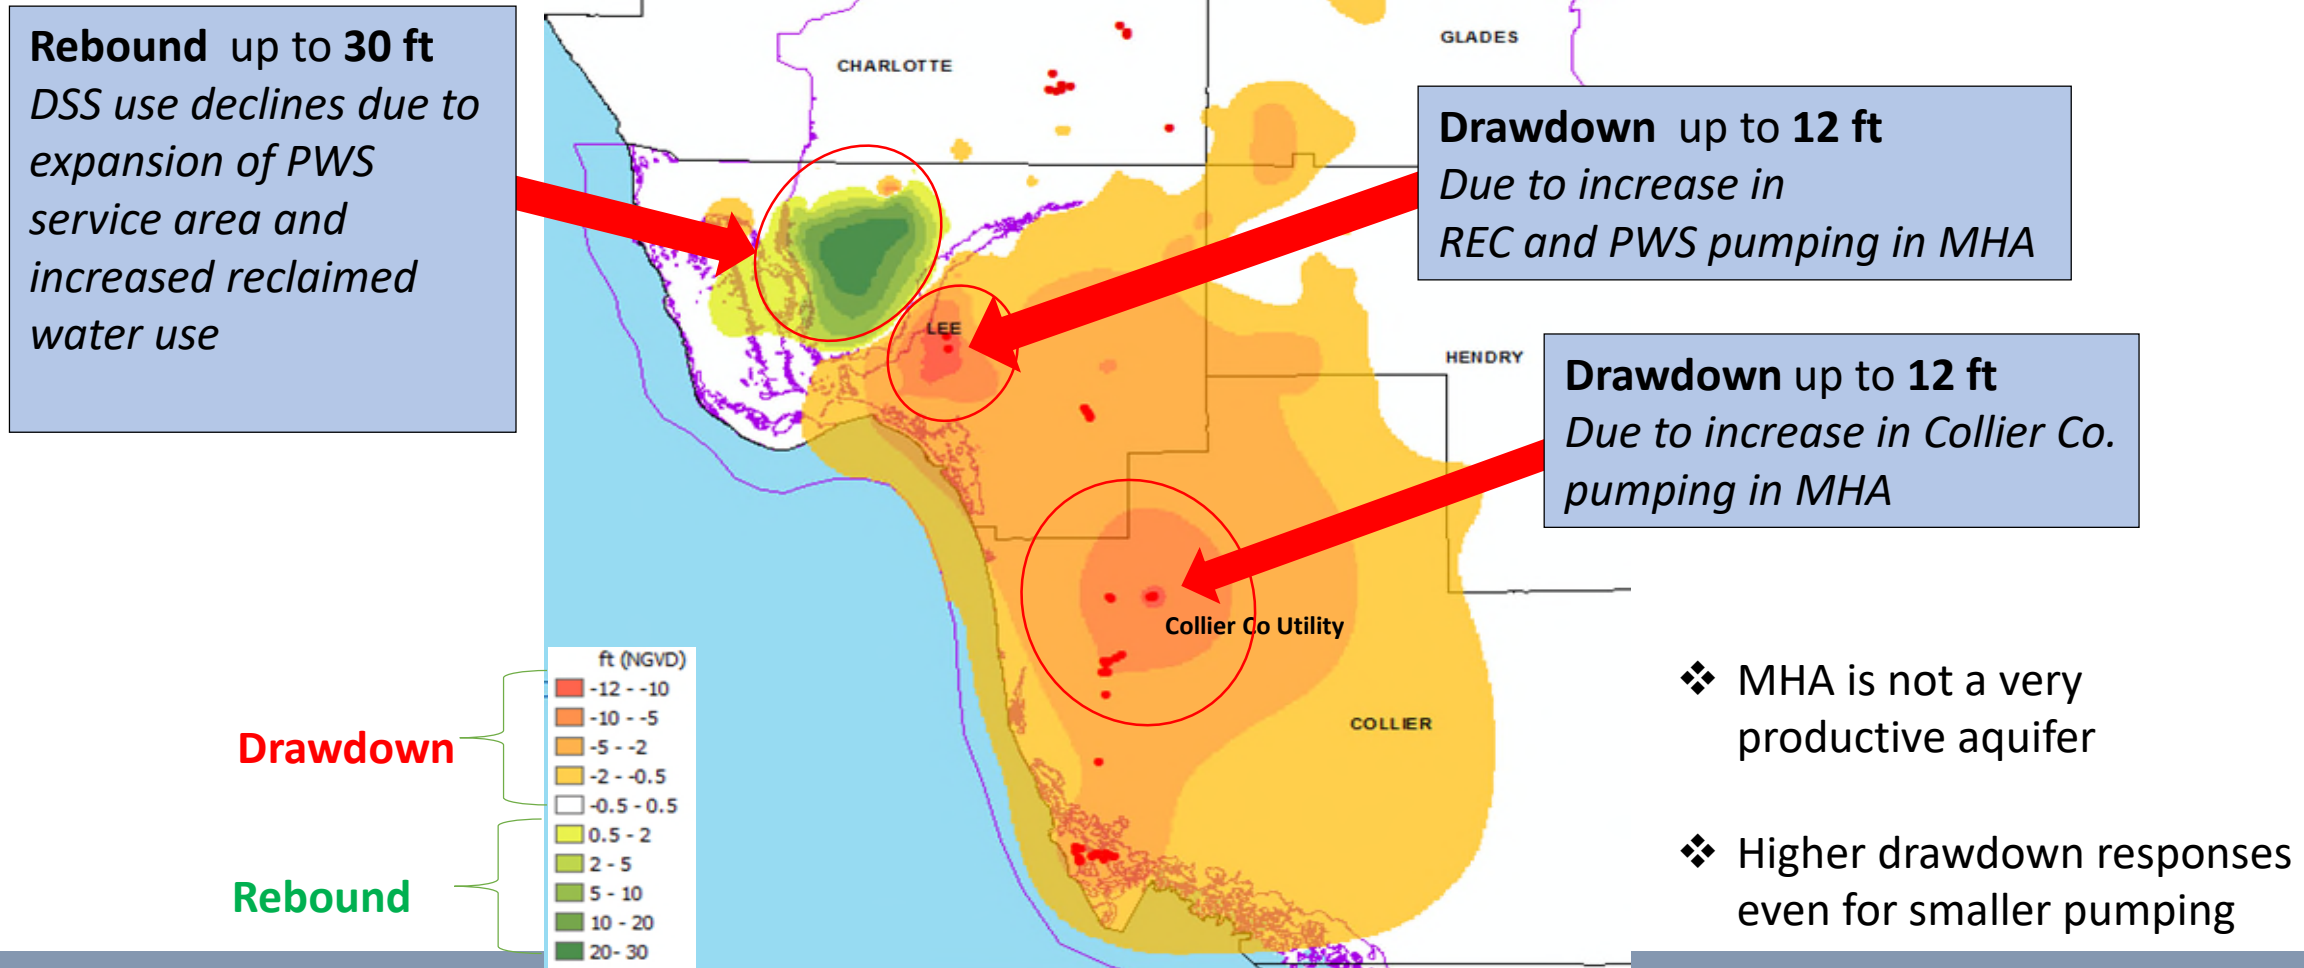 Rebound up to 30 ft
DSS use declines due to
expansion of PWS
service area and
increased reclaimed
water use
CHARLOTTE
GLADES
Drawdown up to 12 ft
Due to increase in
REC and PWS pumping in MHA
LEE
HENDRY
Drawdown up to 12 ft
Due to increase in Collier Co.
pumping in MHA
Collier Co Utility
COLLIER
ft (NGVD)
-12 - -10
-10 - -5
-5 - -2
-2 - -0.5
-0.5 - 0.5
0.5 - 2
2 - 5
5 - 10
10 - 20
20- 30
Drawdown
Rebound
❖ MHA is not a very
productive aquifer
❖ Higher drawdown responses
even for smaller pumping